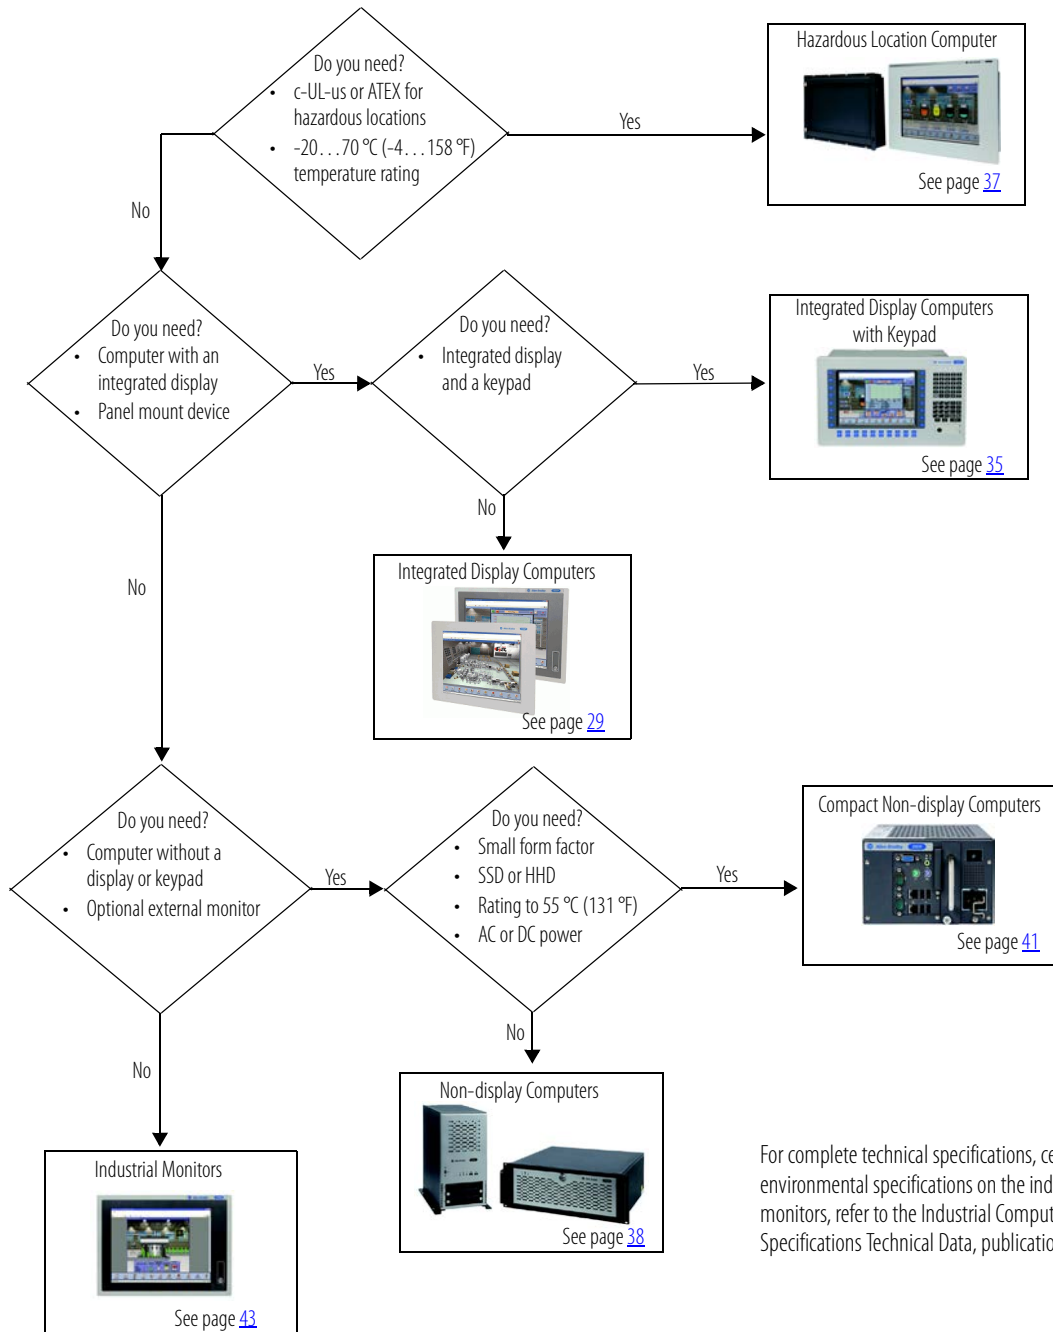 Do you need?
• c-UL-us or ATEX for
hazardous locations
• -20…70 °C (-4…158 °F)
temperature rating
Yes
Hazardous Location Computer
See page 37
No
Do you need?
• Computer with an
integrated display
• Panel mount device
Yes
Do you need?
• Integrated display
and a keypad
Yes
Integrated Display Computers
with Keypad
See page 35
No
Integrated Display Computers
See page 29
No
Do you need?
• Computer without a
display or keypad
• Optional external monitor
Yes
Do you need?
• Small form factor
• SSD or HHD
• Rating to 55 °C (131 °F)
• AC or DC power
Yes
Compact Non-display Computers
See page 41
No
Non-display Computers
See page 38
No
Industrial Monitors
See page 43
For complete technical specifications, ce
environmental specifications on the ind
monitors, refer to the Industrial Comput
Specifications Technical Data, publicatio